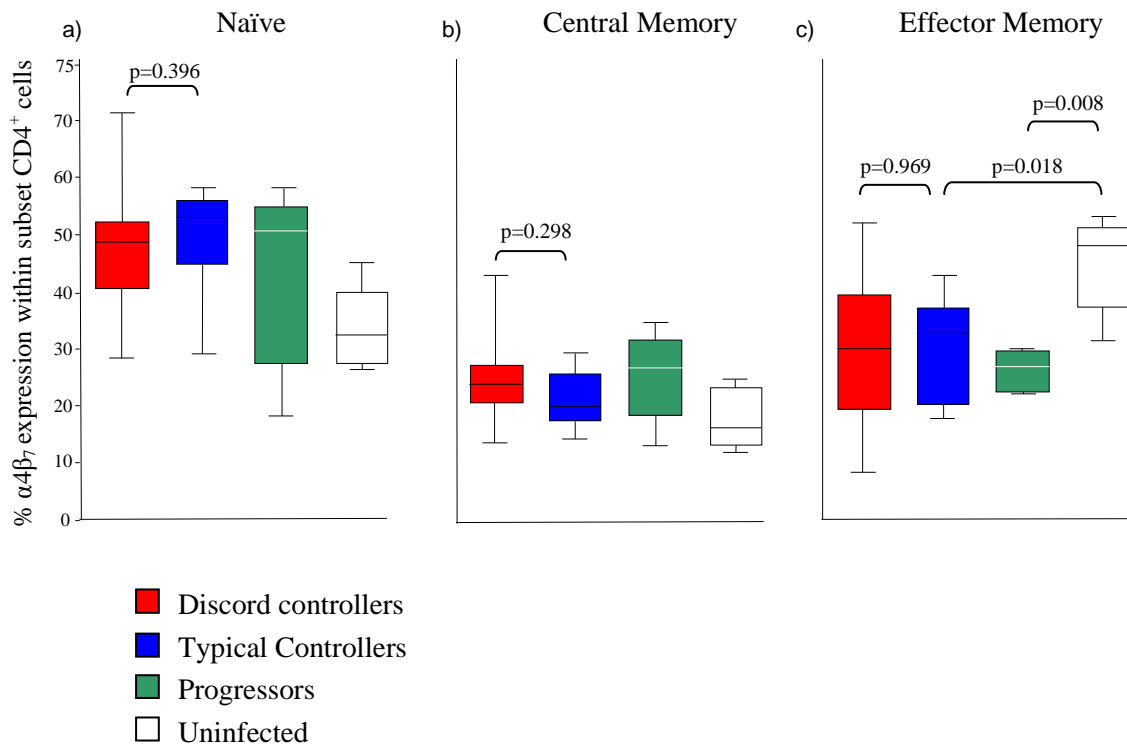 a)
Naïve
b)
Central Memory
c)
Effector Memory
% α4β7 expression within subset CD4+ cells
75
70
60
50
40
30
20
10
0
p=0.396
p=0.298
p=0.008
p=0.969
p=0.018
Discord controllers
Typical Controllers
Progressors
Uninfected